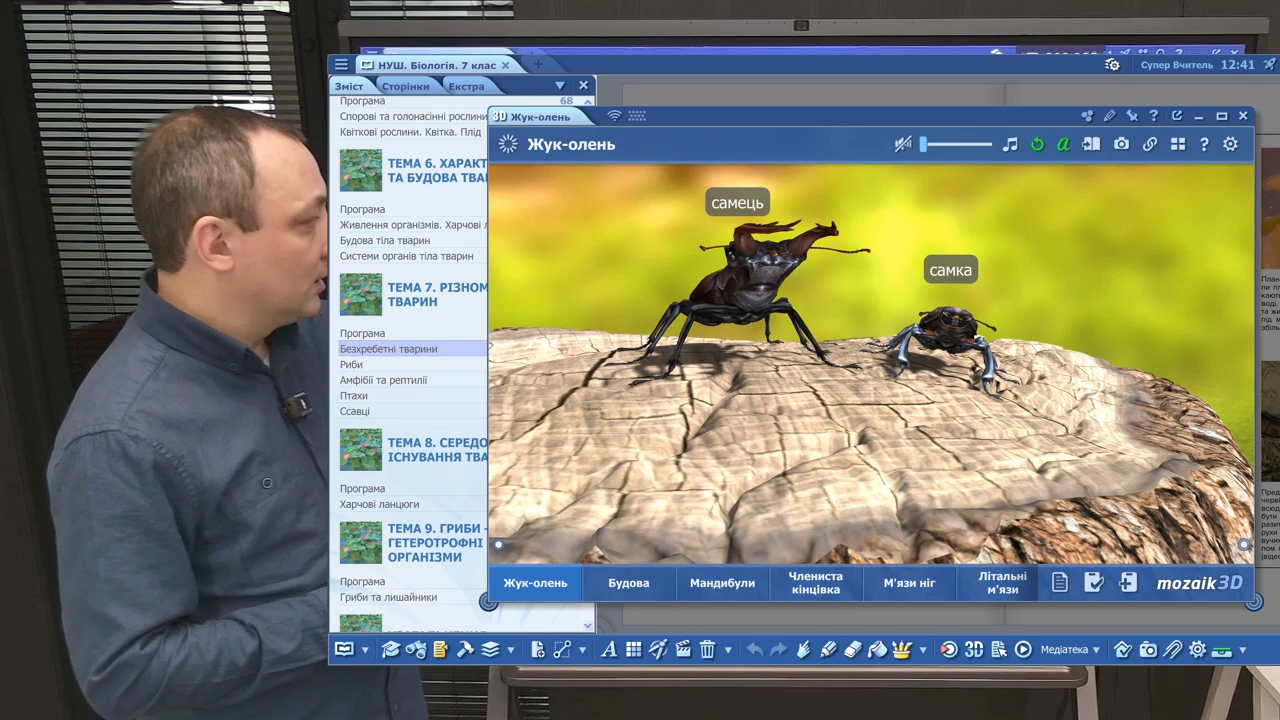 НУШ. Біологія. 7 клас
Супер Вчитель 12:41
Зміст Сторінки Екстра
Програма 68
Спорові та голонасінні рослини
Квіткові рослини. Квітка. Плід
ТЕМА 6. ХАРАКТ
ТА БУДОВА ТВАР
Програма
Живлення організмів. Харчові л
Будова тіла тварин
Системи органів тіла тварин
ТЕМА 7. РІЗНОМ
ТВАРИН
Програма
Безхребетні тварини
Риби
Амфібії та рептилії
Птахи
Ссавці
ТЕМА 8. СЕРЕДО
ІСНУВАННЯ ТВА
Програма
Харчові ланцюги
ТЕМА 9. ГРИБИ -
ГЕТЕРОТРОФНІ
ОРГАНІЗМИ
Програма
Гриби та лишайники
3D Жук-олень
Жук-олень
самець
самка
Жук-олень
Будова
Мандибули
Члениста
кінцівка
М'язи ніг
Літальні
м'язи
mozaik3D
3D
Медіатека